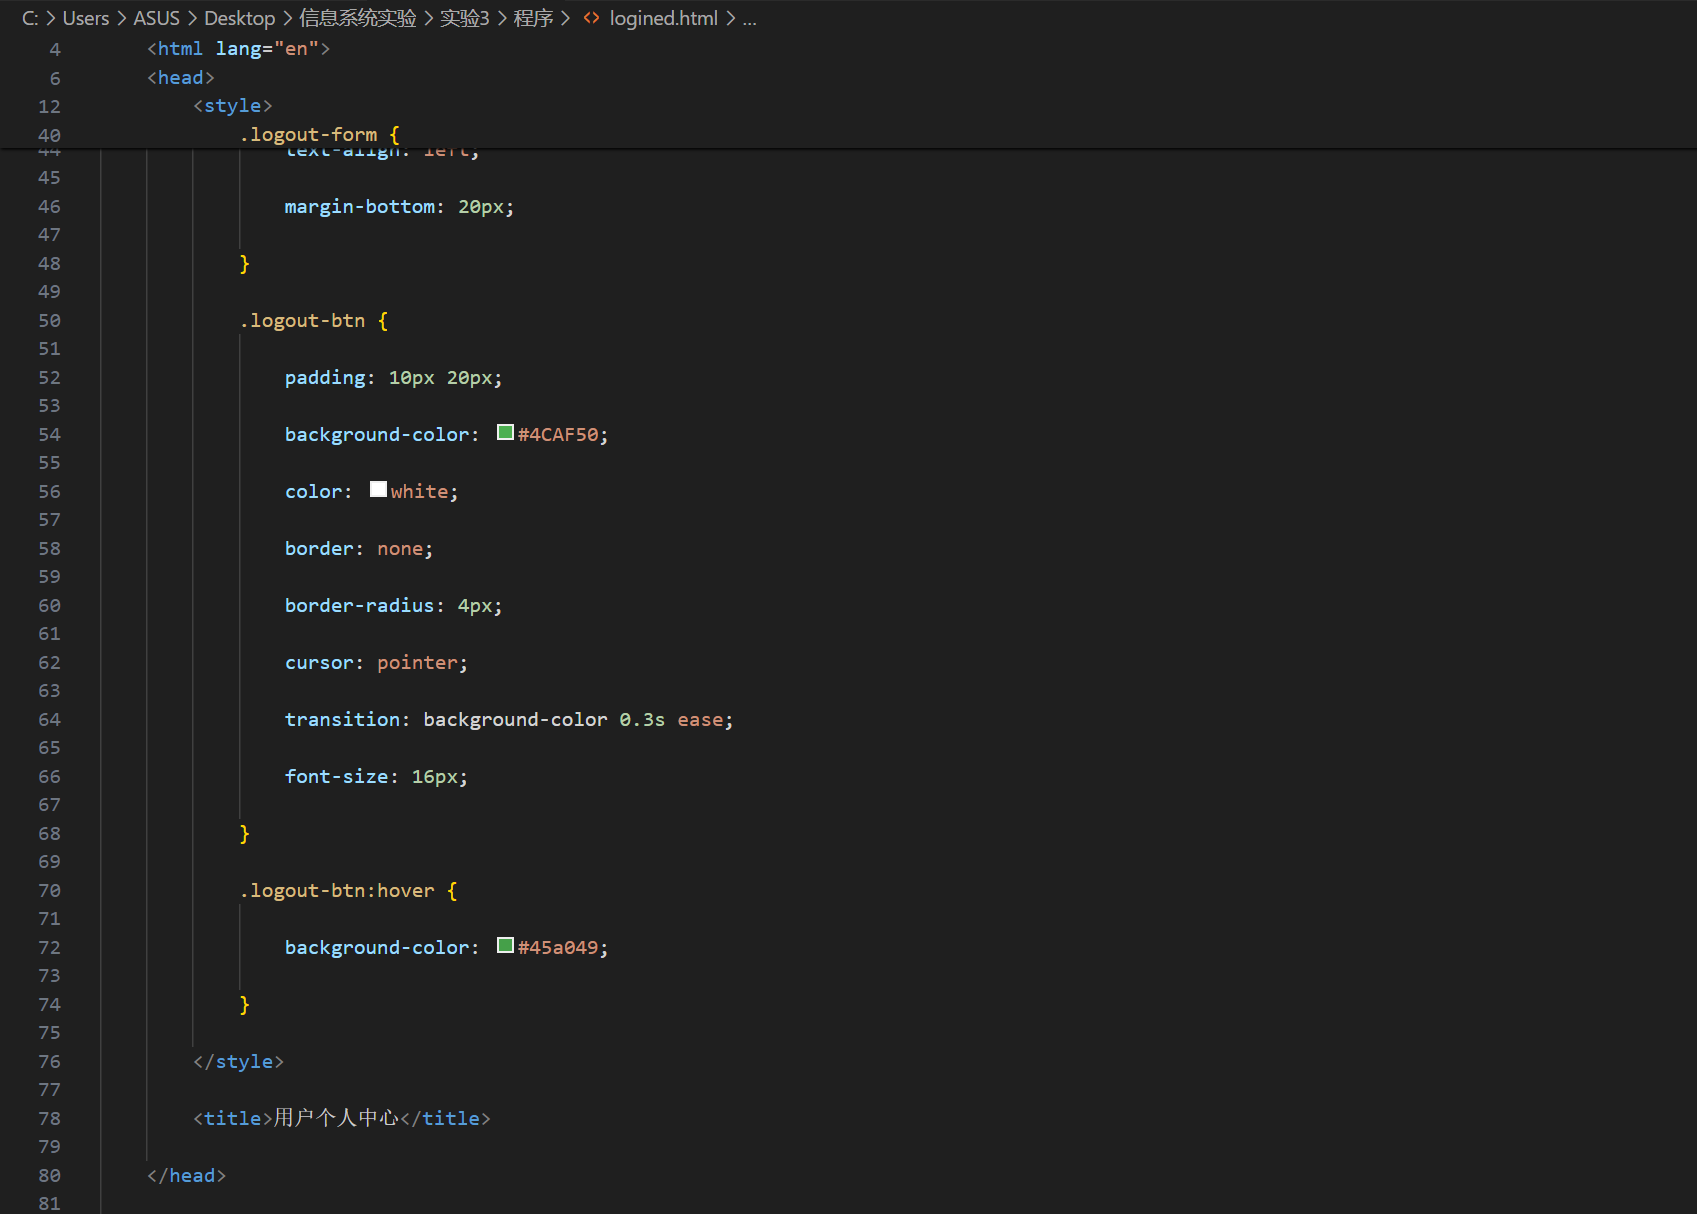 C: > Users > ASUS > Desktop > 信息系统实验 > 实验3 > 程序 > <> logined.html > ...
4 <html lang="en">
6 <head>
12 <style>
40 .logout-form {
44 text-align: left;
45
46 margin-bottom: 20px;
47
48 }
49
50 .logout-btn {
51
52 padding: 10px 20px;
53
54 background-color: #4CAF50;
55
56 color: white;
57
58 border: none;
59
60 border-radius: 4px;
61
62 cursor: pointer;
63
64 transition: background-color 0.3s ease;
65
66 font-size: 16px;
67
68 }
69
70 .logout-btn:hover {
71
72 background-color: #45a049;
73
74 }
75
76 </style>
77
78 <title>用户个人中心</title>
79
80 </head>
81